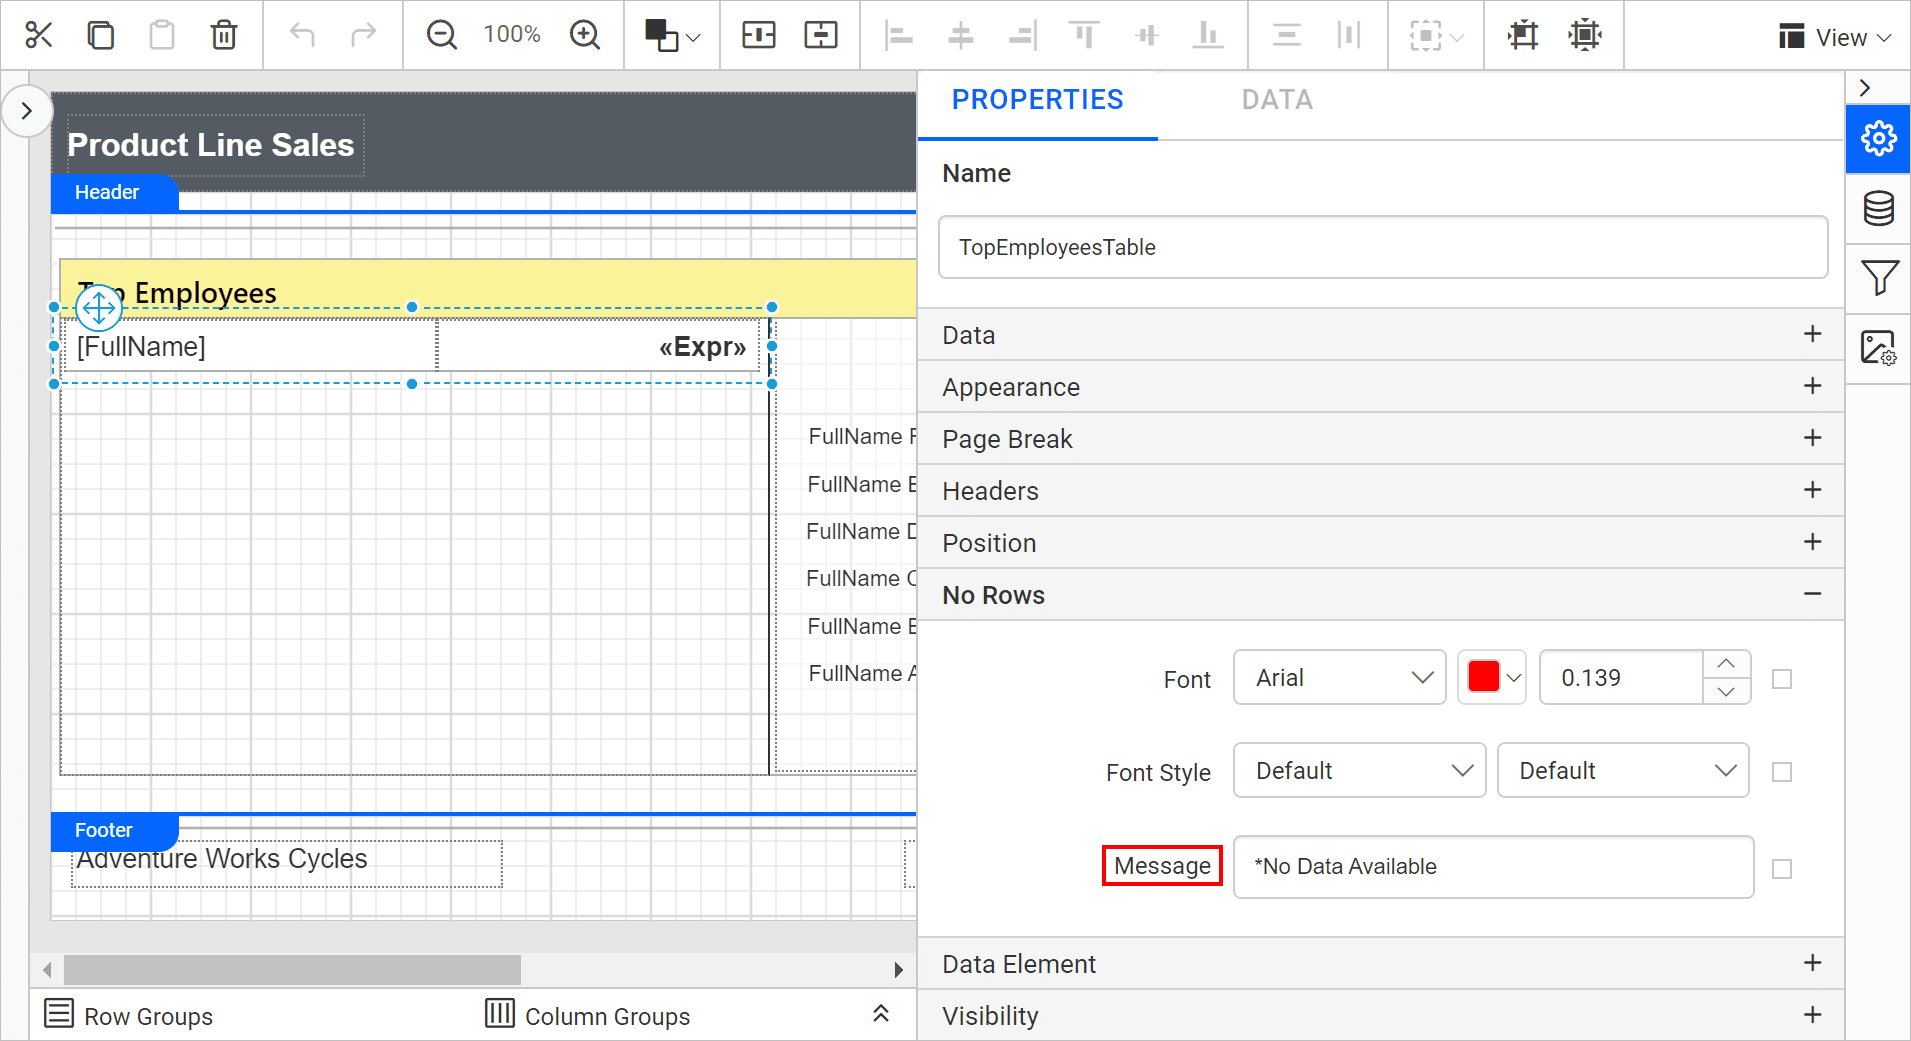 100%
View
Product Line Sales
Header
Top Employees
[FullName]
«Expr»
FullName F
FullName E
FullName D
FullName C
FullName E
FullName A
Footer
Adventure Works Cycles
Row Groups
Column Groups
PROPERTIES
DATA
Name
TopEmployeesTable
Data
Appearance
Page Break
Headers
Position
No Rows
Font
Arial
0.139
Font Style
Default
Default
Message
*No Data Available
Data Element
Visibility